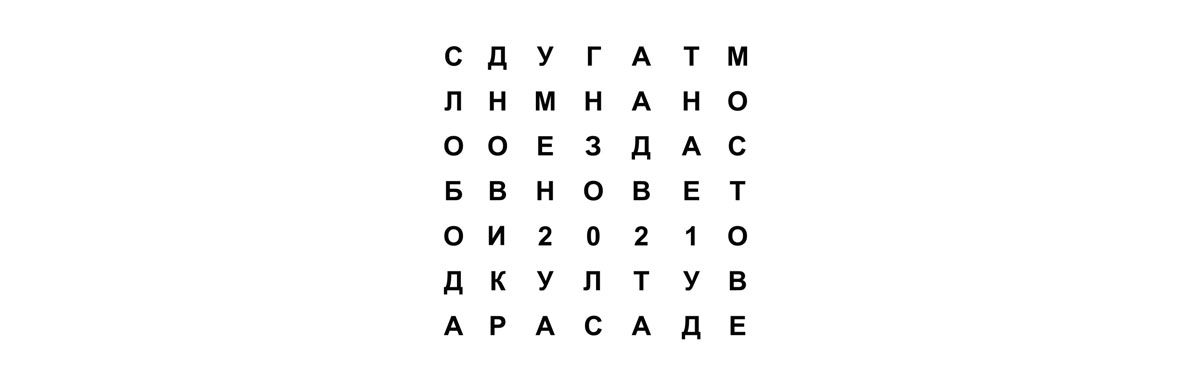 С Д У Г А Т М
Л Н М Н А Н О
О О Е З Д А С
Б В Н О В Е Т
О И 2 0 2 1 О
Д К У Л Т У В
А Р А С А Д Е